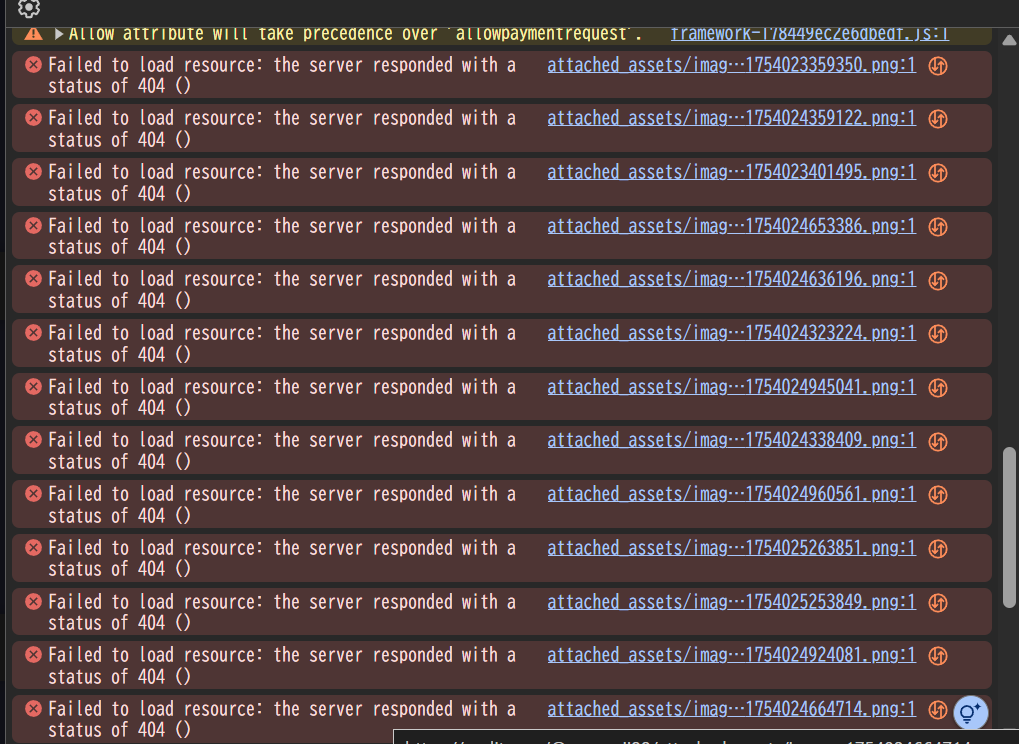 Allow attribute will take precedence over 'allowpaymentrequest'. framework-178449ec2e6dbedf.js:1
Failed to load resource: the server responded with a attached_assets/imag…1754023359350.png:1
status of 404 ()
Failed to load resource: the server responded with a attached_assets/imag…1754024359122.png:1
status of 404 ()
Failed to load resource: the server responded with a attached_assets/imag…1754023401495.png:1
status of 404 ()
Failed to load resource: the server responded with a attached_assets/imag…1754024653386.png:1
status of 404 ()
Failed to load resource: the server responded with a attached_assets/imag…1754024636196.png:1
status of 404 ()
Failed to load resource: the server responded with a attached_assets/imag…1754024323224.png:1
status of 404 ()
Failed to load resource: the server responded with a attached_assets/imag…1754024945041.png:1
status of 404 ()
Failed to load resource: the server responded with a attached_assets/imag…1754024338409.png:1
status of 404 ()
Failed to load resource: the server responded with a attached_assets/imag…1754024960561.png:1
status of 404 ()
Failed to load resource: the server responded with a attached_assets/imag…1754025263851.png:1
status of 404 ()
Failed to load resource: the server responded with a attached_assets/imag…1754025253849.png:1
status of 404 ()
Failed to load resource: the server responded with a attached_assets/imag…1754024924081.png:1
status of 404 ()
Failed to load resource: the server responded with a attached_assets/imag…1754024664714.png:1
status of 404 ()